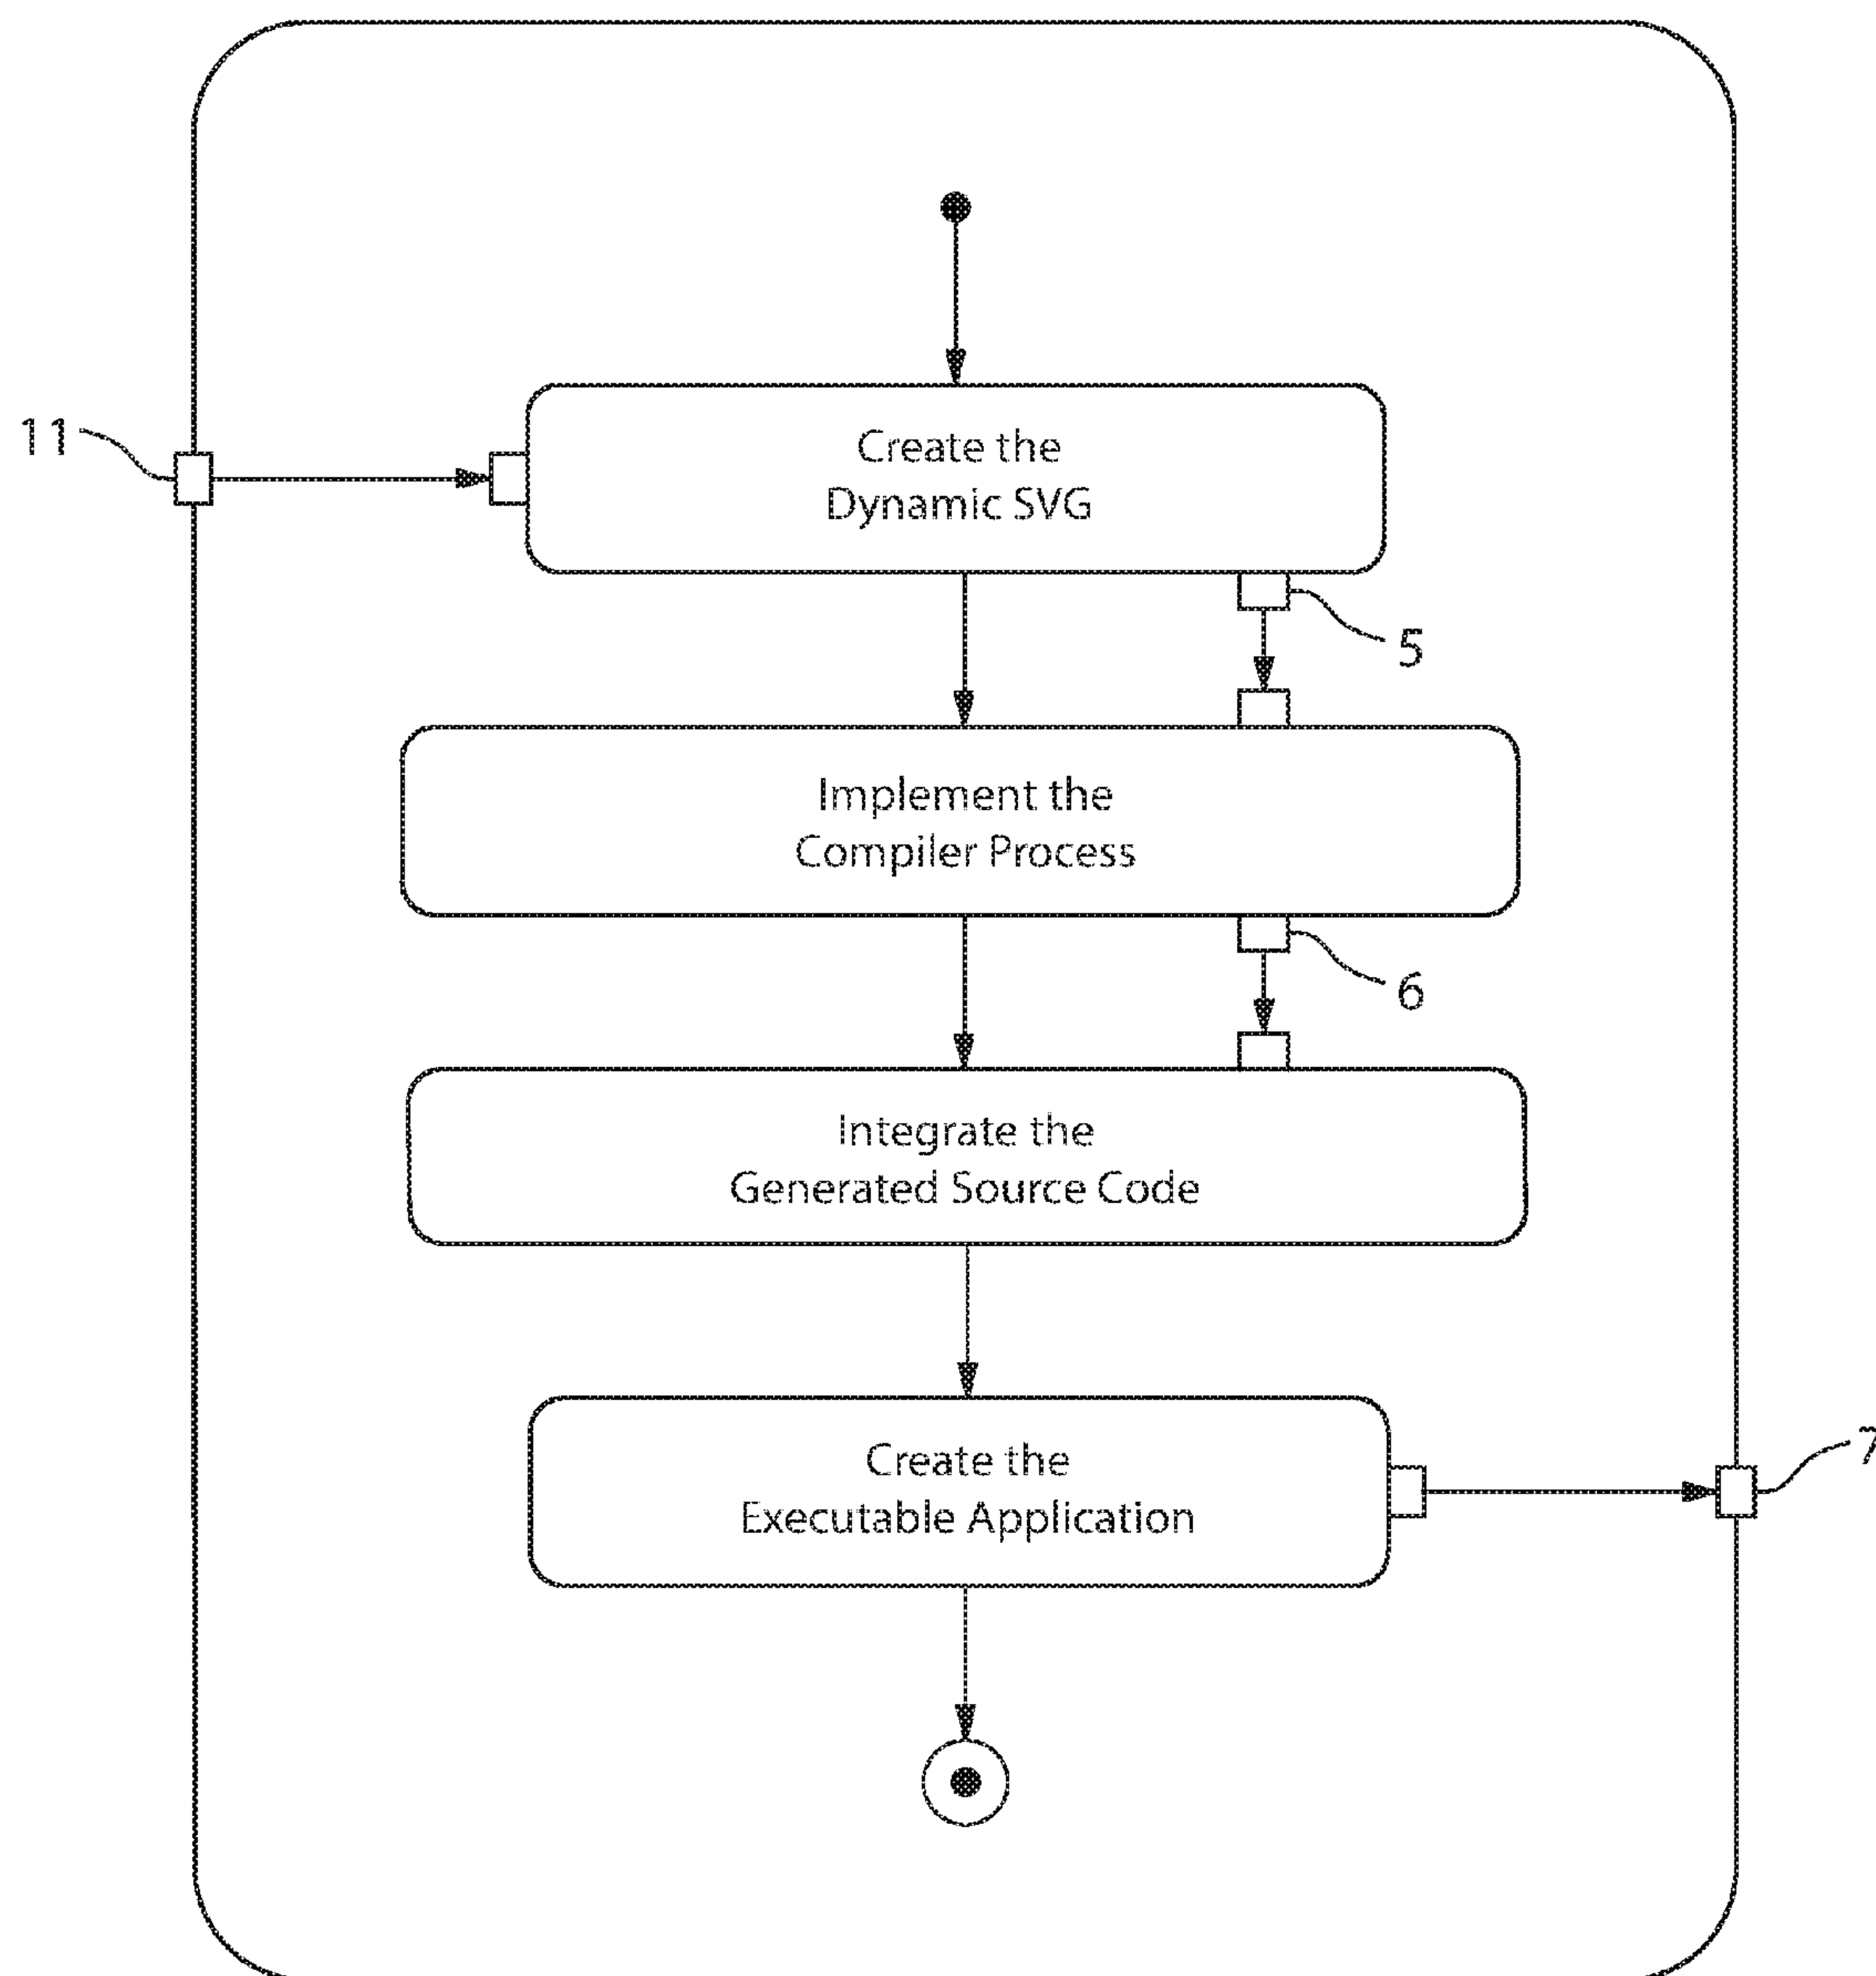 11
Create the
Dynamic SVG
5
Implement the
Compiler Process
6
Integrate the
Generated Source Code
Create the
Executable Application
7